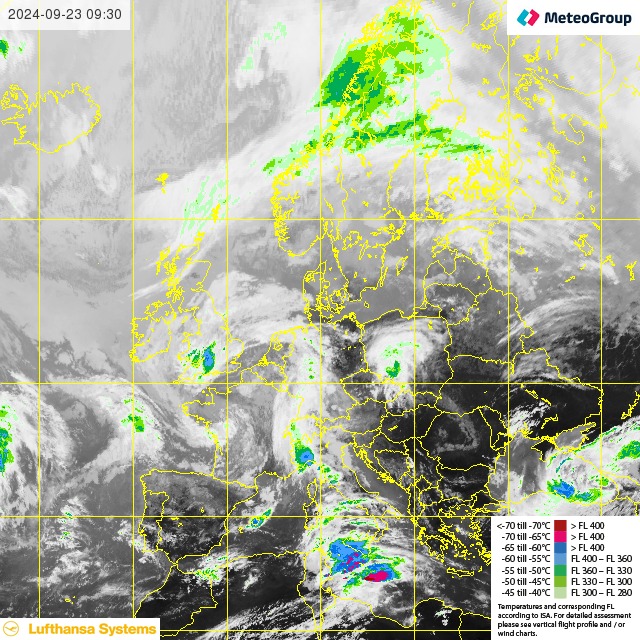 2024-09-23 09:30
MeteoGroup
<-70 till -70°C > FL 400
-70 till -65°C > FL 400
-65 till -60°C > FL 400
-60 till -55°C FL 400 – FL 360
-55 till -50°C FL 360 – FL 330
-50 till -45°C FL 330 – FL 300
-45 till -40°C FL 300 – FL 280
Temperatures and corresponding FL
according to ISA. For detailed assessment
please see vertical flight profile and / or
wind charts.
Lufthansa Systems